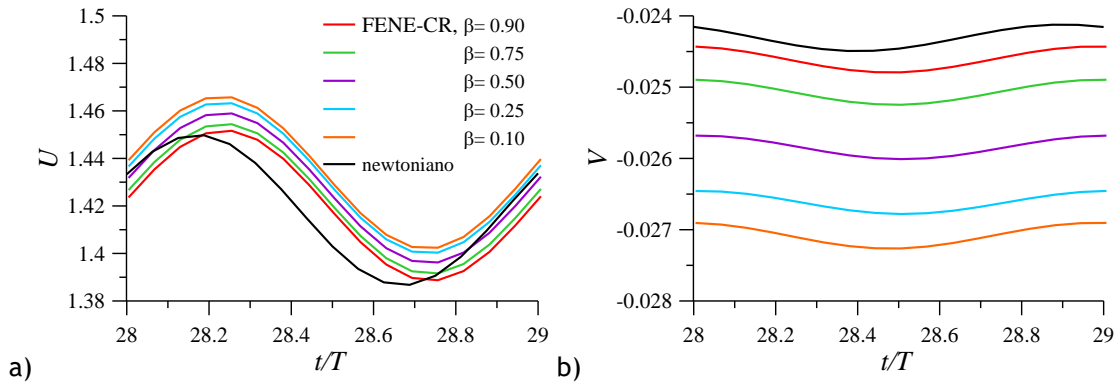 1.5
1.48
1.46
1.44
1.42
1.4
1.38
U
FENE-CR, β= 0.90
β= 0.75
β= 0.50
β= 0.25
β= 0.10
newtoniano
28 28.2 28.4 28.6 28.8 29
t/T
a)
-0.024
-0.025
-0.026
-0.027
-0.028
V
28 28.2 28.4 28.6 28.8 29
t/T
b)